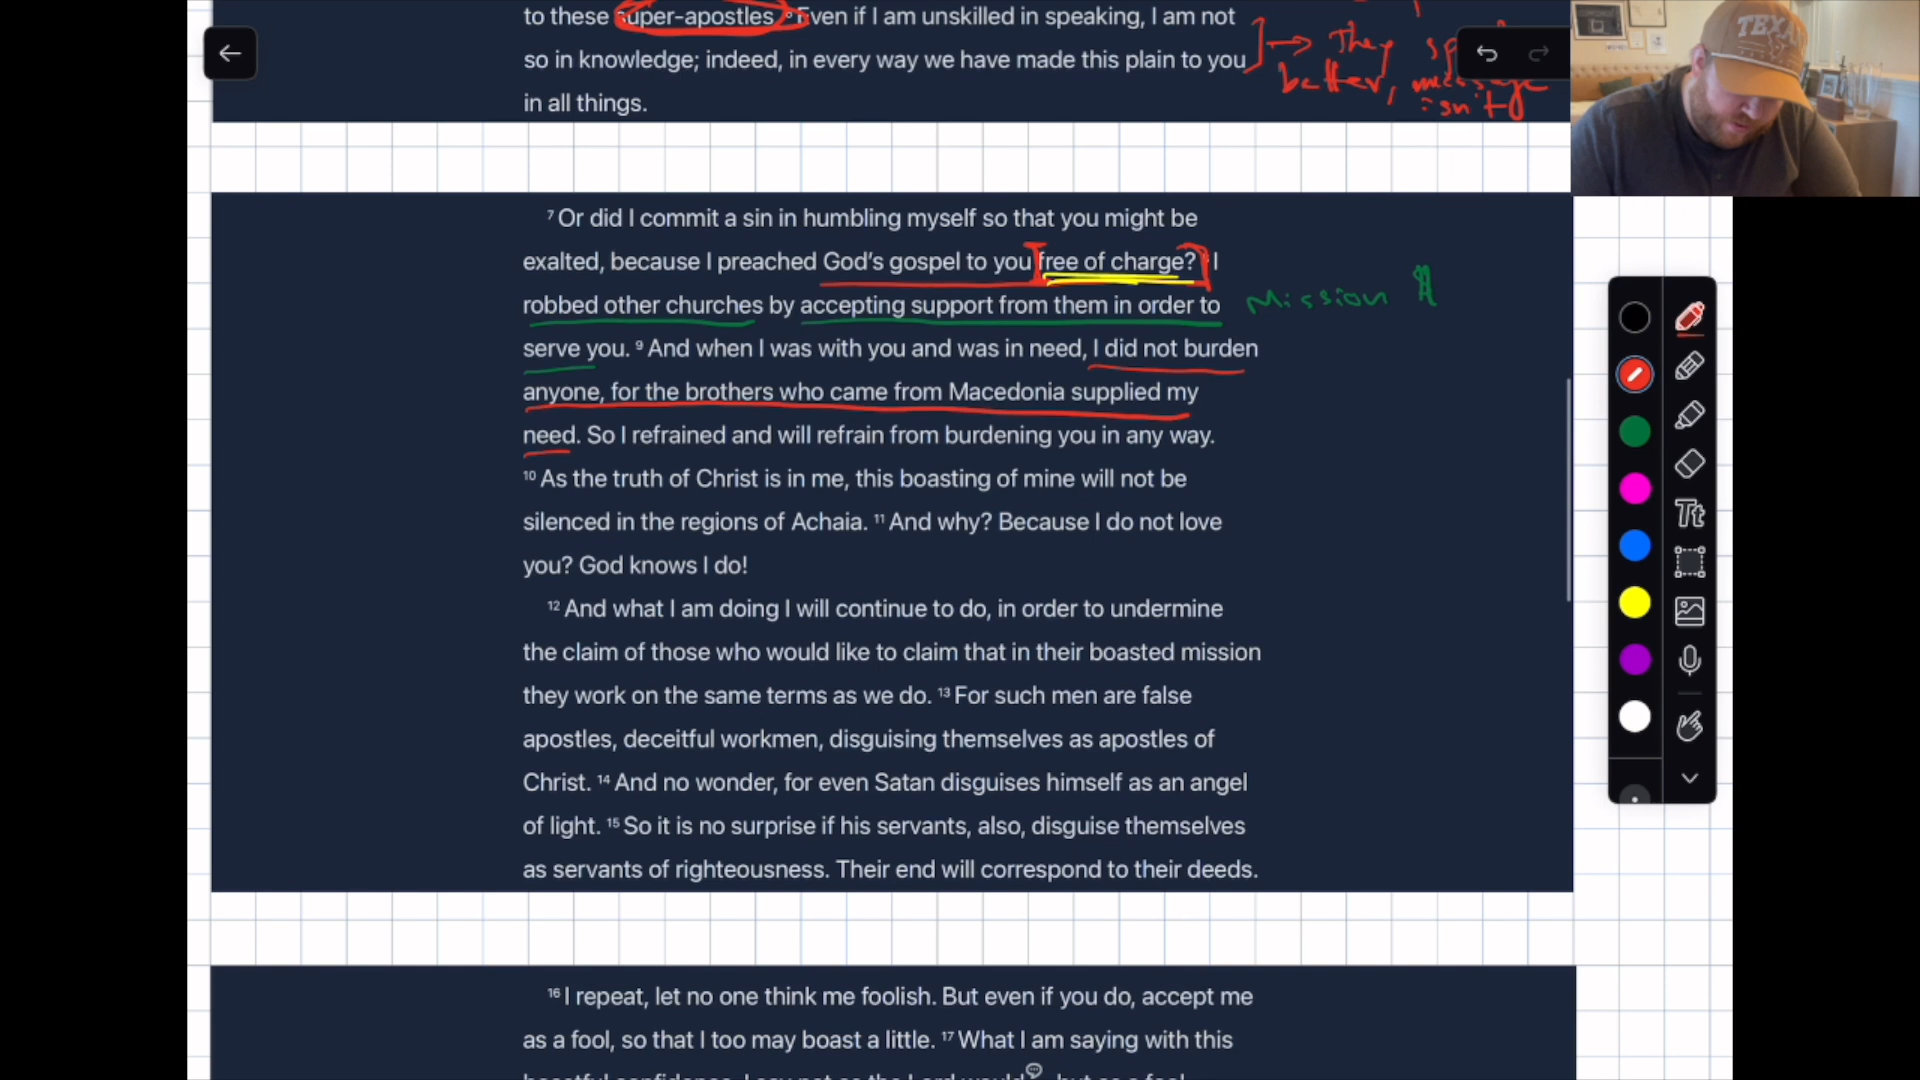 to these super-apostles. ⁶ Even if I am unskilled in speaking, I am not
so in knowledge; indeed, in every way we have made this plain to you
in all things.
They
better, message
isn't
TEXAS
⁷ Or did I commit a sin in humbling myself so that you might be
exalted, because I preached God's gospel to you free of charge? I
robbed other churches by accepting support from them in order to
Mission $
serve you. ⁹ And when I was with you and was in need, I did not burden
anyone, for the brothers who came from Macedonia supplied my
need. So I refrained and will refrain from burdening you in any way.
¹⁰ As the truth of Christ is in me, this boasting of mine will not be
silenced in the regions of Achaia. ¹¹ And why? Because I do not love
you? God knows I do!
¹² And what I am doing I will continue to do, in order to undermine
the claim of those who would like to claim that in their boasted mission
they work on the same terms as we do. ¹³ For such men are false
apostles, deceitful workmen, disguising themselves as apostles of
Christ. ¹⁴ And no wonder, for even Satan disguises himself as an angel
of light. ¹⁵ So it is no surprise if his servants, also, disguise themselves
as servants of righteousness. Their end will correspond to their deeds.
¹⁶ I repeat, let no one think me foolish. But even if you do, accept me
as a fool, so that I too may boast a little. ¹⁷ What I am saying with this
Tt